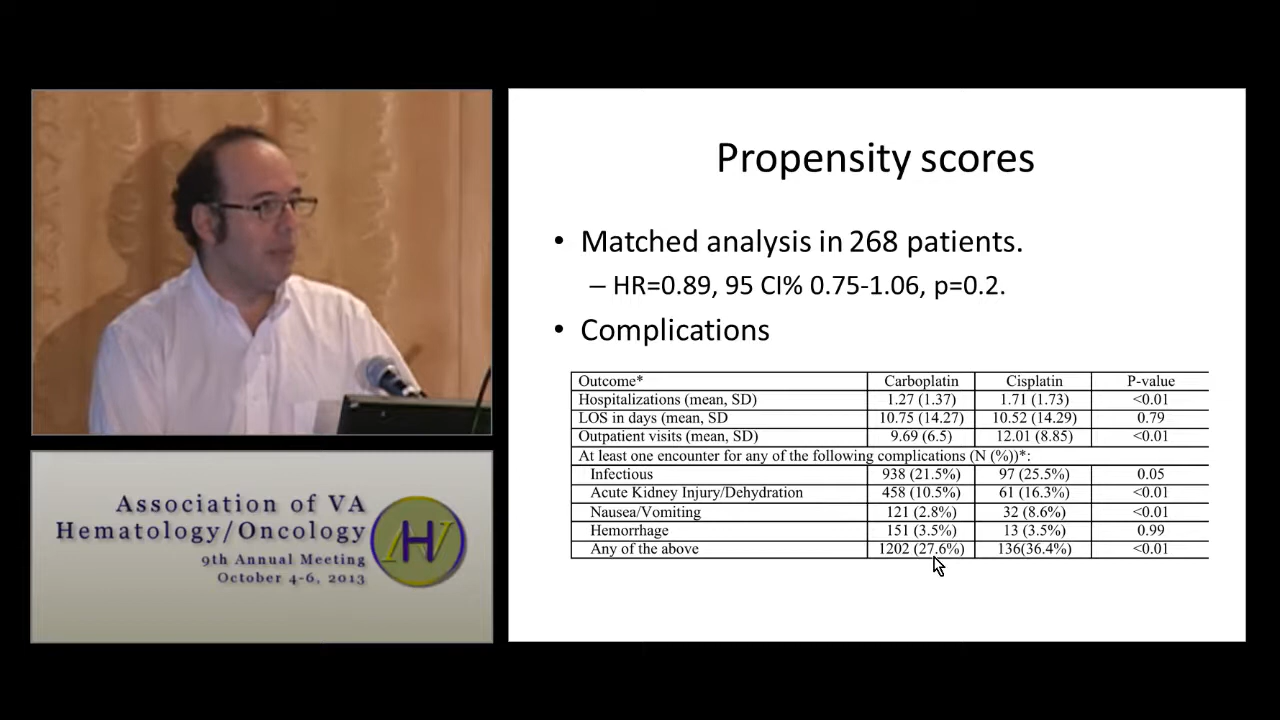 Propensity scores
• Matched analysis in 268 patients.
– HR=0.89, 95 CI% 0.75-1.06, p=0.2.
• Complications
Outcome* Carboplatin Cisplatin P-value
Hospitalizations (mean, SD) 1.27 (1.37) 1.71 (1.73) <0.01
LOS in days (mean, SD 10.75 (14.27) 10.52 (14.29) 0.79
Outpatient visits (mean, SD) 9.69 (6.5) 12.01 (8.85) <0.01
At least one encounter for any of the following complications (N (%))*:
Infectious 938 (21.5%) 97 (25.5%) 0.05
Acute Kidney Injury/Dehydration 458 (10.5%) 61 (16.3%) <0.01
Nausea/Vomiting 121 (2.8%) 32 (8.6%) <0.01
Hemorrhage 151 (3.5%) 13 (3.5%) 0.99
Any of the above 1202 (27.6%) 136(36.4%) <0.01
Association of VA
Hematology/Oncology
9th Annual Meeting
October 4-6, 2013
AVHO